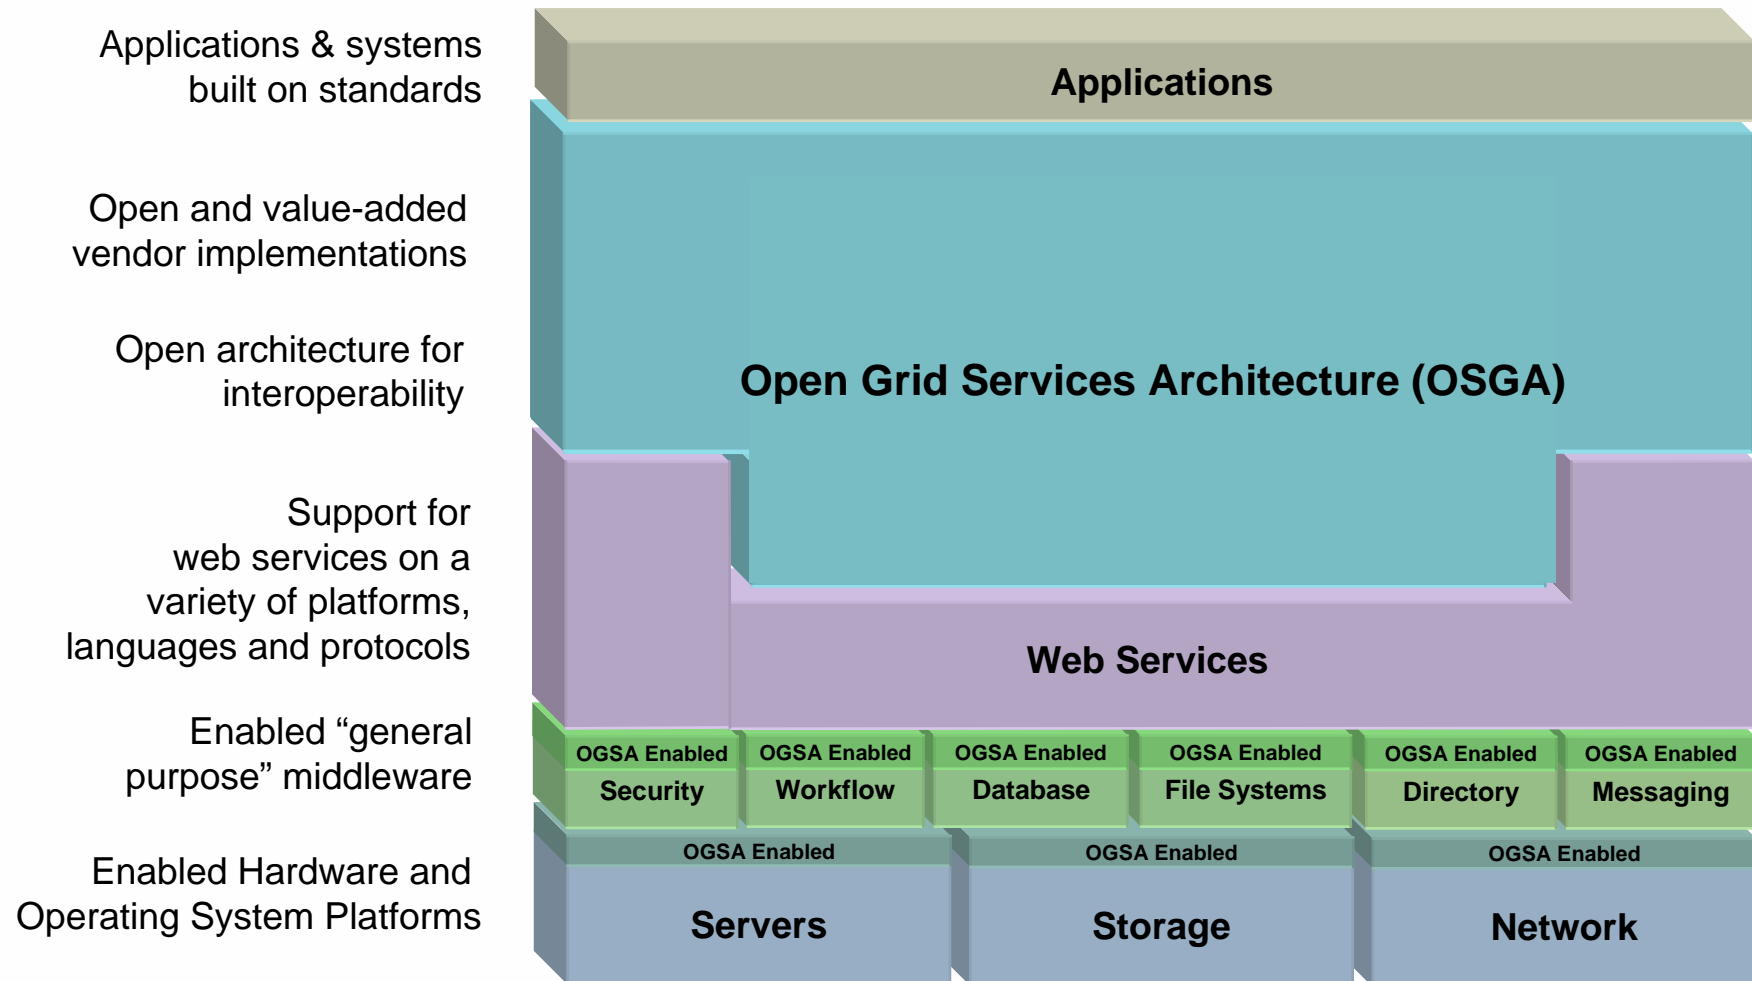 Applications & systems
built on standards
Applications
Open and value-added
vendor implementations
Open architecture for
interoperability
Open Grid Services Architecture (OSGA)
Support for
web services on a
variety of platforms,
languages and protocols
Web Services
Enabled “general
purpose” middleware
OGSA Enabled
Security
OGSA Enabled
Workflow
OGSA Enabled
Database
OGSA Enabled
File Systems
OGSA Enabled
Directory
OGSA Enabled
Messaging
Enabled Hardware and
Operating System Platforms
OGSA Enabled
Servers
OGSA Enabled
Storage
OGSA Enabled
Network